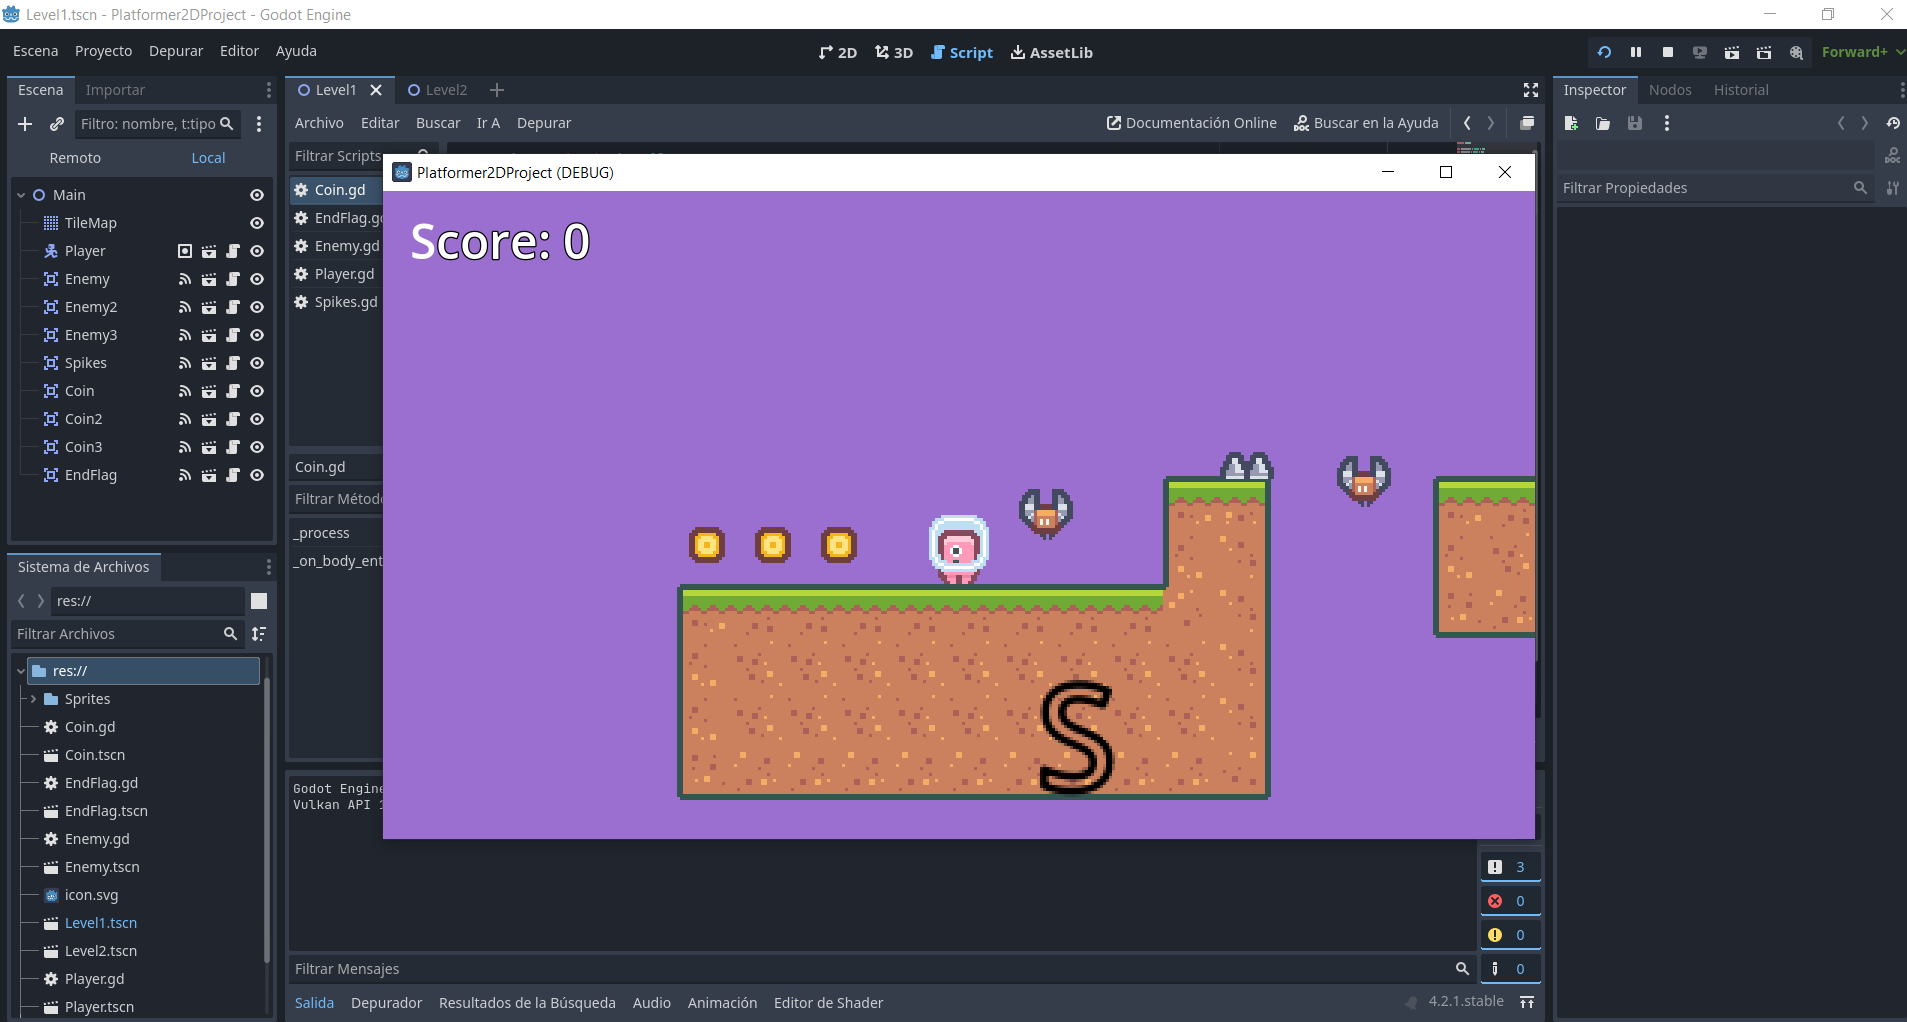 Level1.tscn - Platformer2DProject - Godot Engine
Escena Proyecto Depurar Editor Ayuda
2D 3D Script AssetLib
Forward+
Escena Importar
Level1 Level2
Inspector Nodos Historial
Filtro: nombre, t:tipo
Archivo Editar Buscar Ir A Depurar
Documentación Online Buscar en la Ayuda
Remoto Local
Filtrar Scripts
Filtrar Propiedades
Main
TileMap
Player
Enemy
Enemy2
Enemy3
Spikes
Coin
Coin2
Coin3
EndFlag
Coin.gd
EndFlag.gd
Enemy.gd
Player.gd
Spikes.gd
Coin.gd
Filtrar Métod
_process
_on_body_ent
Platformer2DProject (DEBUG)
Score: 0
S
Sistema de Archivos
res://
Filtrar Archivos
res://
Sprites
Coin.gd
Coin.tscn
EndFlag.gd
EndFlag.tscn
Enemy.gd
Enemy.tscn
icon.svg
Level1.tscn
Level2.tscn
Player.gd
Player.tscn
Godot Engine
Vulkan API
3
0
0
0
Filtrar Mensajes
Salida Depurador Resultados de la Búsqueda Audio Animación Editor de Shader
4.2.1.stable